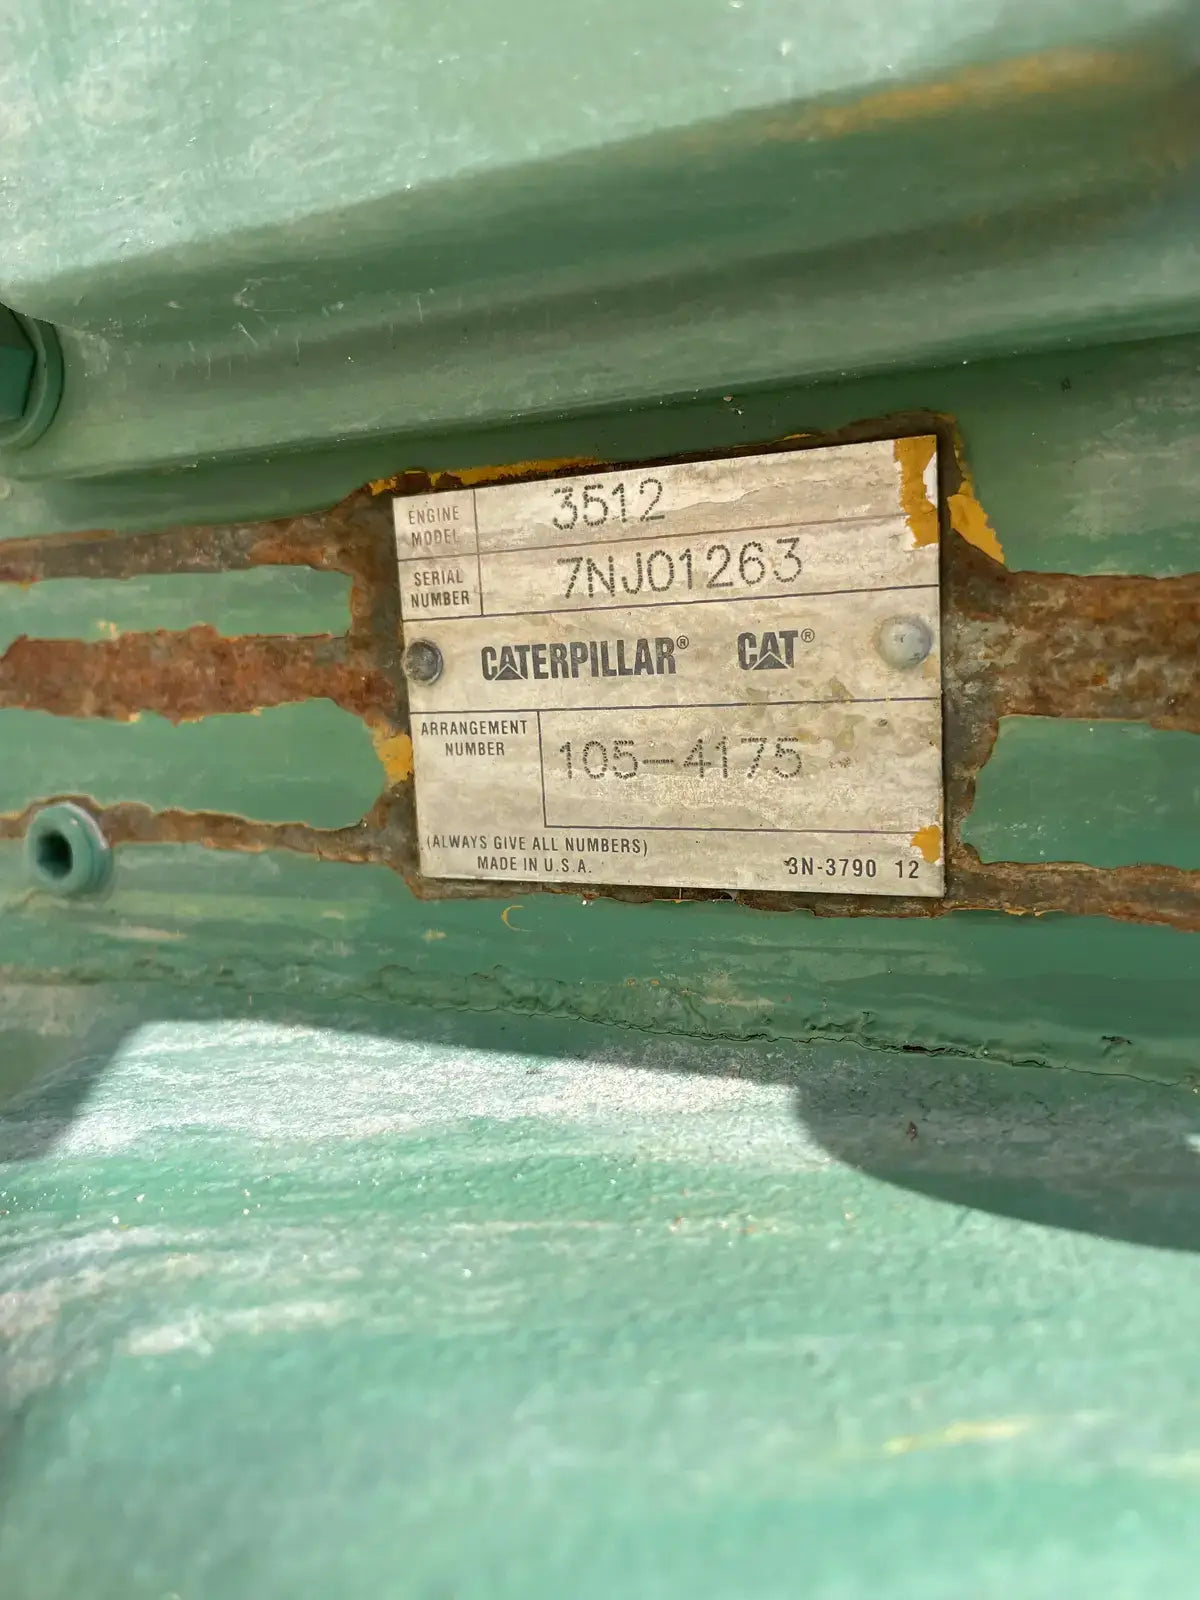 ENGINE MODEL 3512
SERIAL NUMBER 7NJ01263
CATERPILLAR® CAT®
ARRANGEMENT NUMBER 105-4175
(ALWAYS GIVE ALL NUMBERS)
MADE IN U.S.A.
3N-3790 12